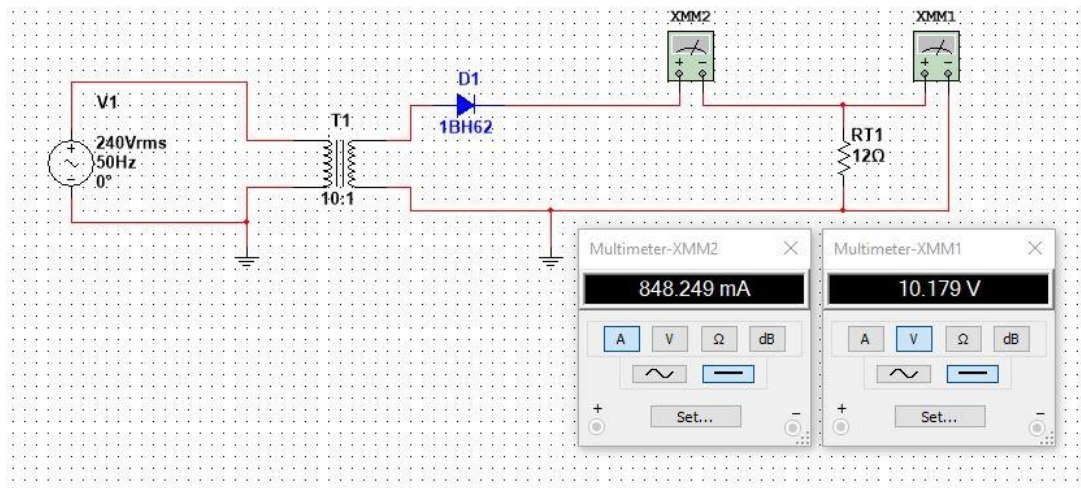 XMM2
XMM1
D1
1BH62
V1
240Vrms
50Hz
0°
T1
10:1
RT1
12Ω
Multimeter-XMM2
848.249 mA
A V Ω dB
Set...
+ -
Multimeter-XMM1
10.179 V
A V Ω dB
Set...
+ -